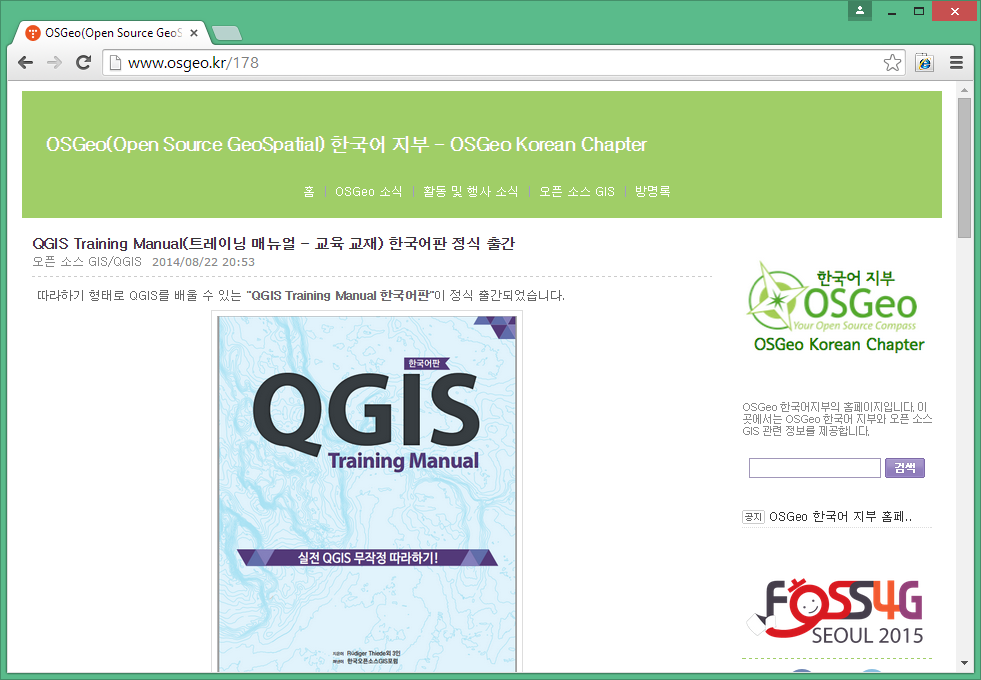 OSGeo(Open Source GeoS
www.osgeo.kr/178
OSGeo(Open Source GeoSpatial) 한국어 지부 - OSGeo Korean Chapter
홈 | OSGeo 소식 | 활동 및 행사 소식 | 오픈 소스 GIS | 방명록
QGIS Training Manual(트레이닝 매뉴얼 - 교육 교재) 한국어판 정식 출간
오픈 소스 GIS/QGIS 2014/08/22 20:53
따라하기 형태로 QGIS를 배울 수 있는 "QGIS Training Manual 한국어판"이 정식 출간되었습니다.
한국어판
QGIS
Training Manual
실전 QGIS 무작정 따라하기!
지은이 Rüdiger Thiede외 3인
펴낸이 한국오픈소스GIS포럼
한국어 지부
OSGeo
Your Open Source Compass
OSGeo Korean Chapter
OSGeo 한국어지부의 홈페이지입니다. 이
곳에서는 OSGeo 한국어 지부와 오픈 소스
GIS 관련 정보를 제공합니다.
검색
공지 OSGeo 한국어 지부 홈페..
FOSS4G
SEOUL 2015